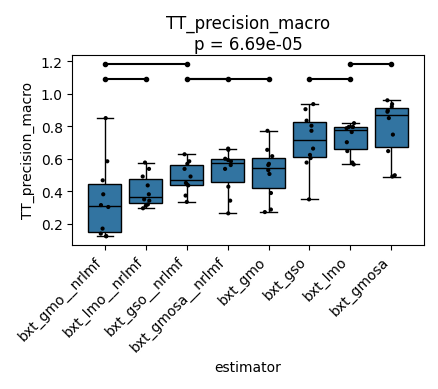 TT_precision_macro
p = 6.69e-05
TT_precision_macro
1.2
1.0
0.8
0.6
0.4
0.2
bxt_gmo__nrlmf
bxt_lmo__nrlmf
bxt_gso__nrlmf
bxt_gmosa__nrlmf
bxt_gmo
bxt_gso
bxt_lmo
bxt_gmosa
estimator